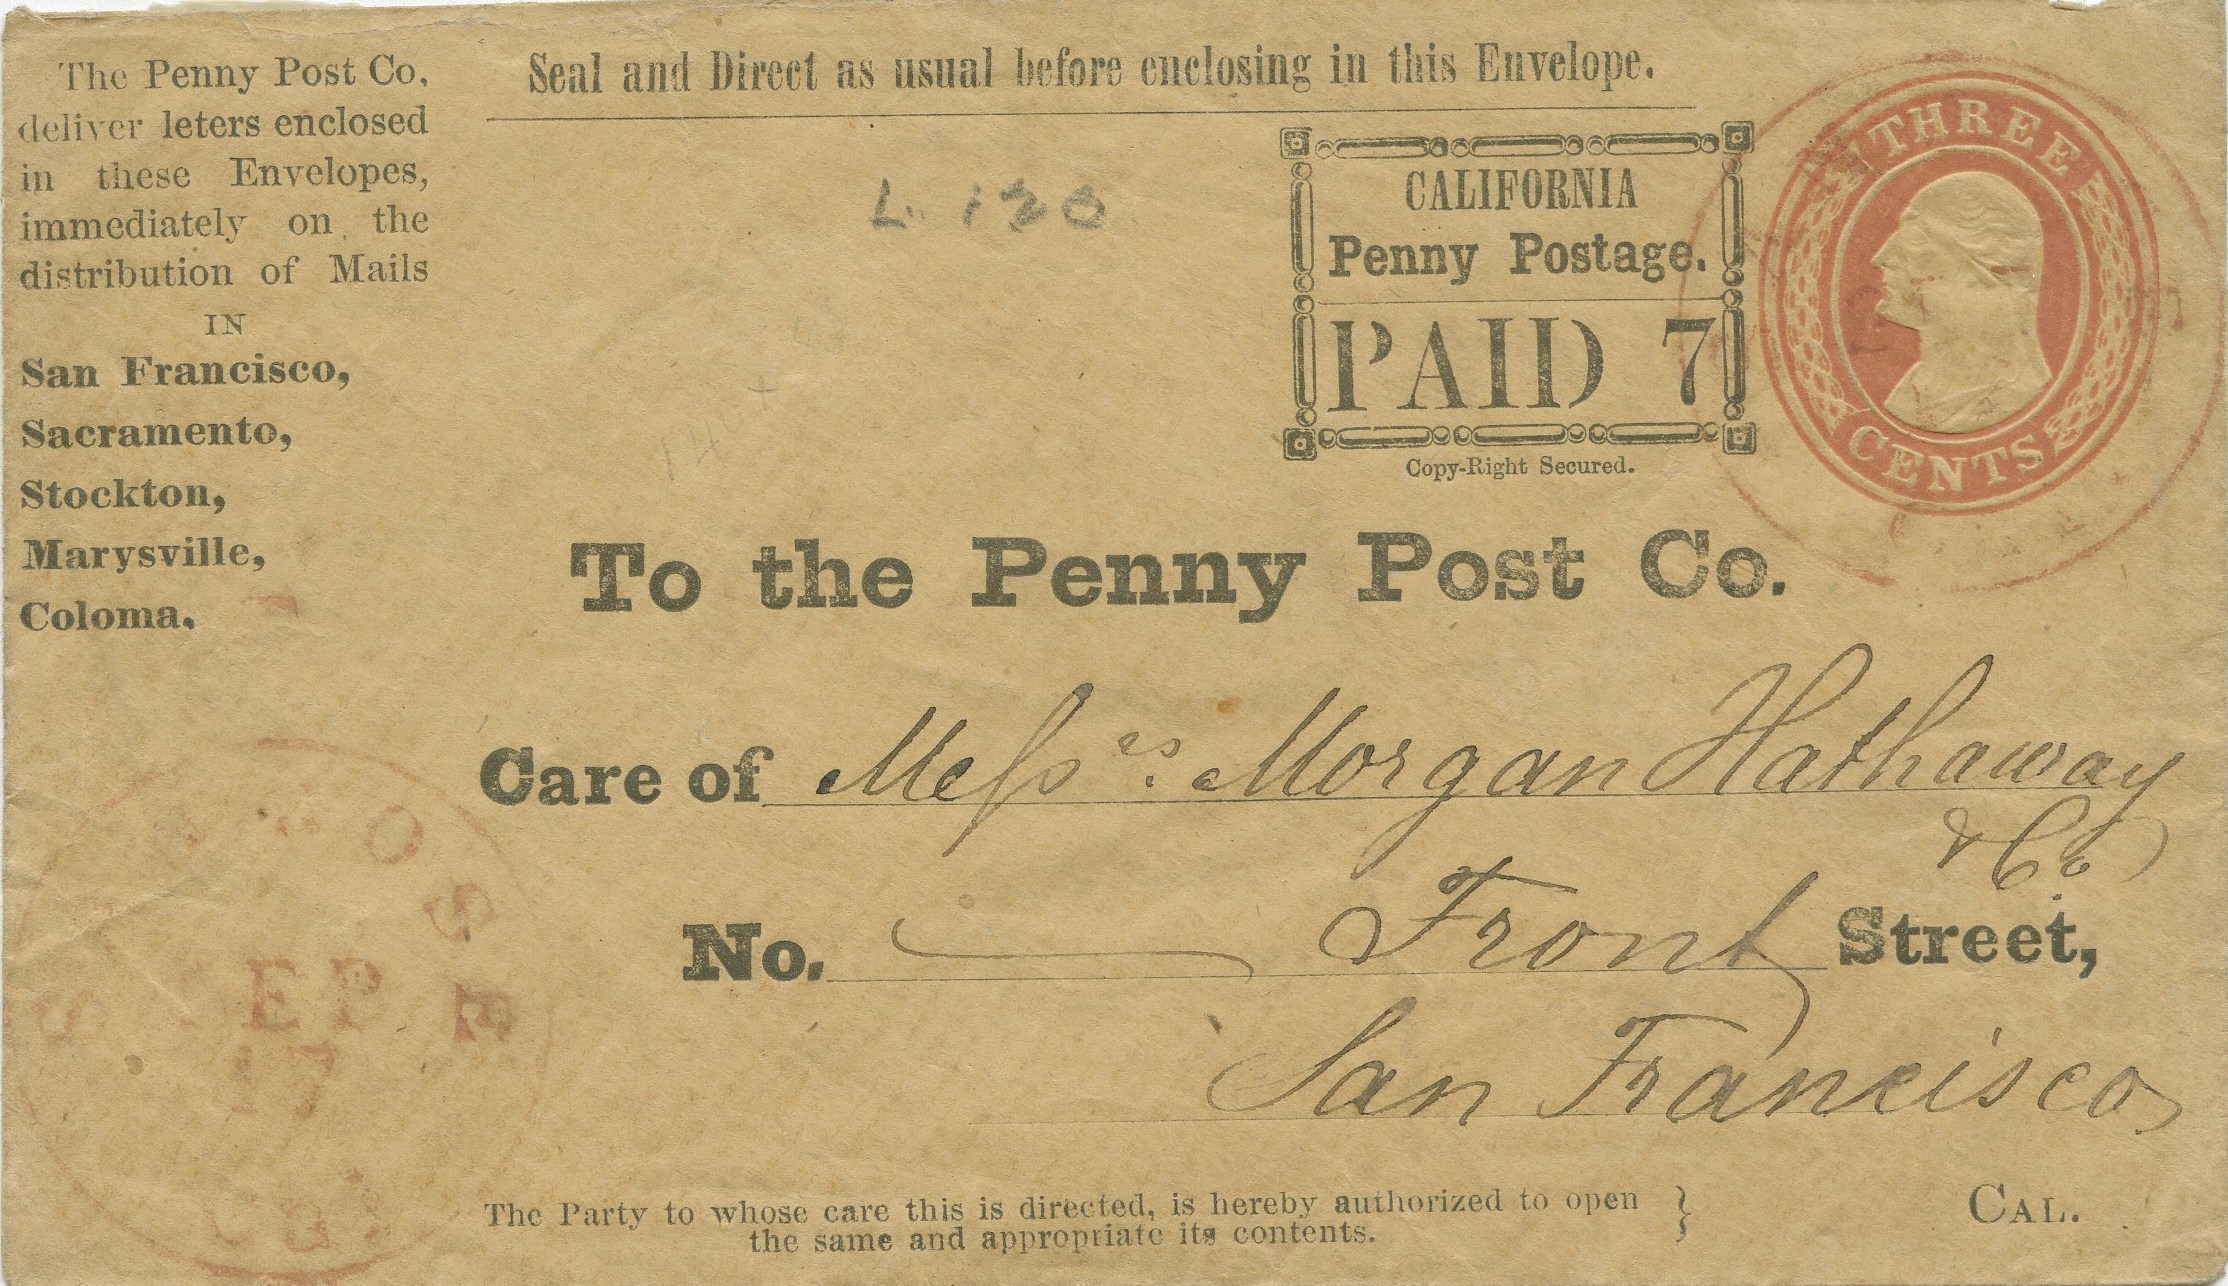 The Penny Post Co,
deliver leters enclosed
in these Envelopes,
immediately on the
distribution of Mails
IN
San Francisco,
Sacramento,
Stockton,
Marysville,
Coloma.
Seal and Direct as usual before enclosing in this Envelope.
L. 120
CALIFORNIA
Penny Postage.
PAID 7
Copy-Right Secured.
THREE
CENTS
To the Penny Post Co.
Care of Messrs. Morgan Hathaway
& Co.
No. Front Street,
San Francisco
CAL.
The Party to whose care this is directed, is hereby authorized to open }
the same and appropriate its contents.
SEP
17